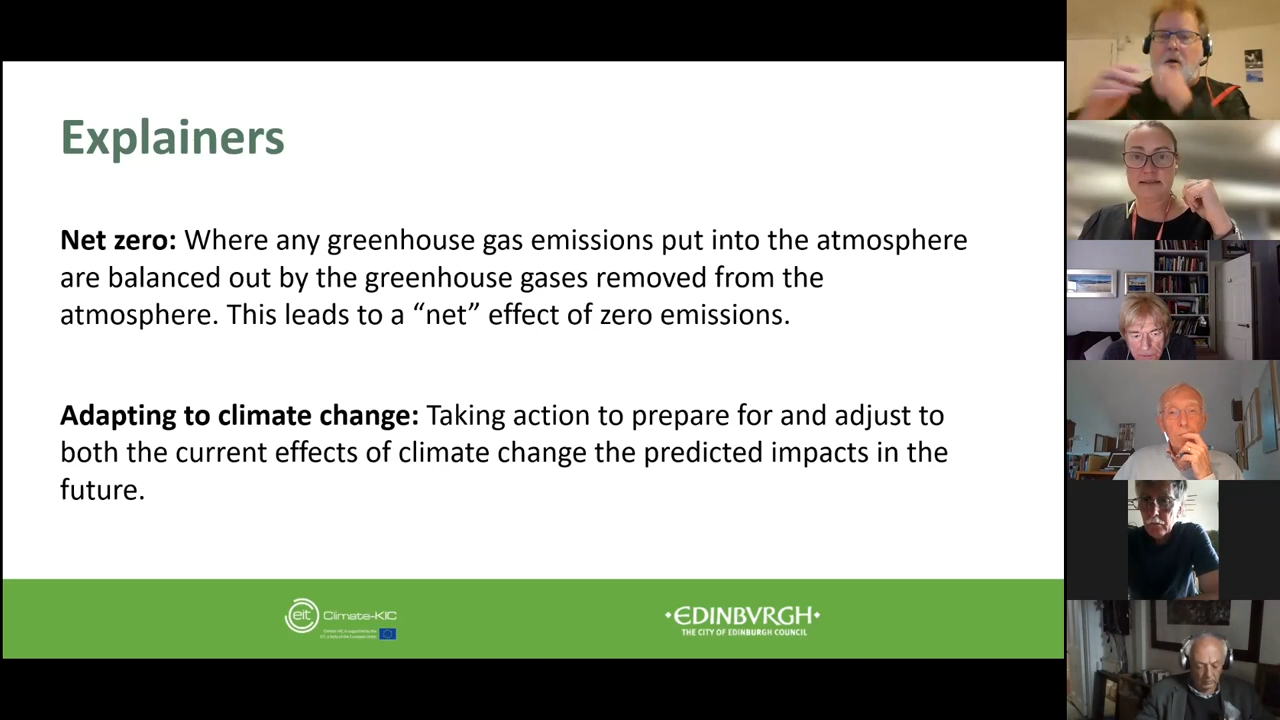 Explainers
Net zero: Where any greenhouse gas emissions put into the atmosphere
are balanced out by the greenhouse gases removed from the
atmosphere. This leads to a “net” effect of zero emissions.
Adapting to climate change: Taking action to prepare for and adjust to
both the current effects of climate change the predicted impacts in the
future.
eit Climate-KIC
•EDINBVRGH•
THE CITY OF EDINBURGH COUNCIL